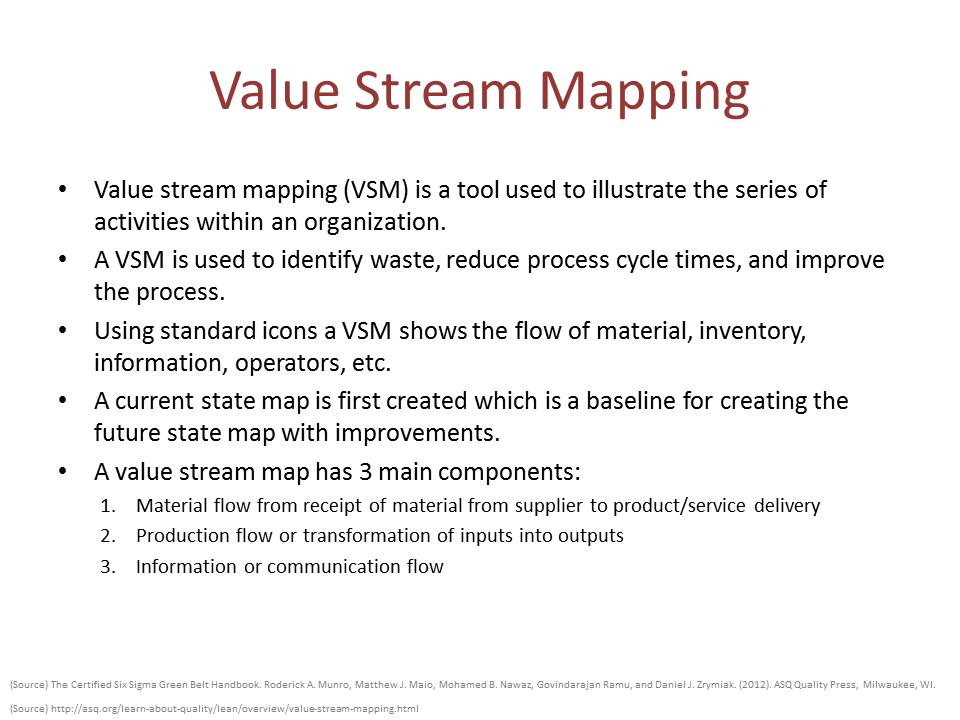 Value Stream Mapping
• Value stream mapping (VSM) is a tool used to illustrate the series of
activities within an organization.
• A VSM is used to identify waste, reduce process cycle times, and improve
the process.
• Using standard icons a VSM shows the flow of material, inventory,
information, operators, etc.
• A current state map is first created which is a baseline for creating the
future state map with improvements.
• A value stream map has 3 main components:
1. Material flow from receipt of material from supplier to product/service delivery
2. Production flow or transformation of inputs into outputs
3. Information or communication flow
(Source) The Certified Six Sigma Green Belt Handbook. Roderick A. Munro, Matthew J. Maio, Mohamed B. Nawaz, Govindarajan Ramu, and Daniel J. Zrymiak. (2012). ASQ Quality Press, Milwaukee, WI.
(Source) http://asq.org/learn-about-quality/lean/overview/value-stream-mapping.html